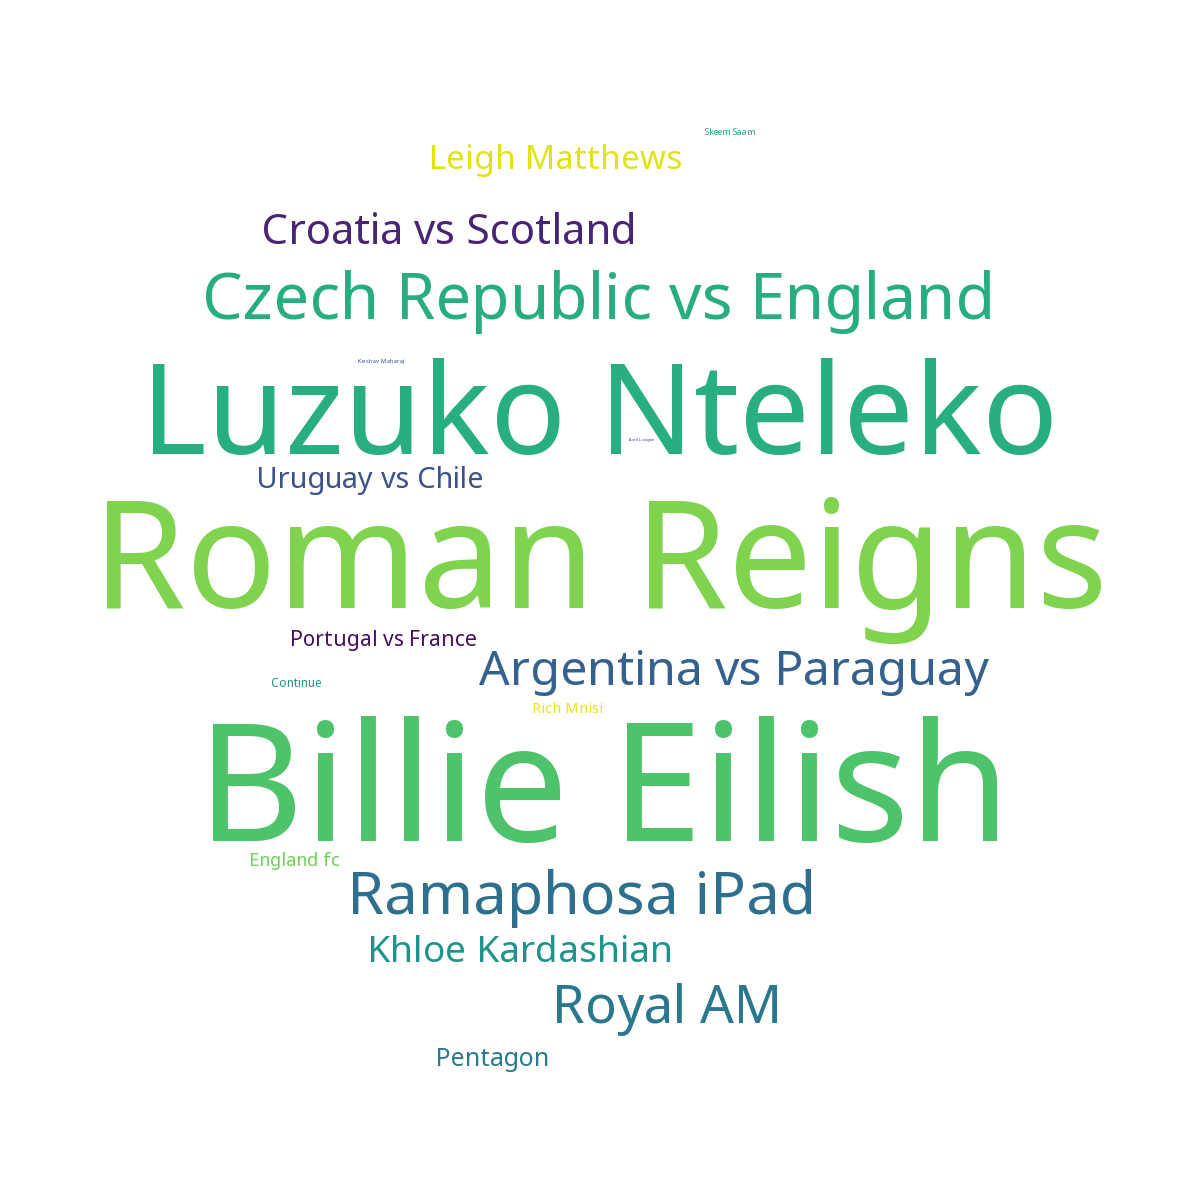 Skeem Saam
Leigh Matthews
Croatia vs Scotland
Czech Republic vs England
Keshav Maharaj
Luzuko Nteleko
April Longon
Uruguay vs Chile
Roman Reigns
Portugal vs France
Argentina vs Paraguay
Continue
Rich Mnisi
Billie Eilish
England fc
Ramaphosa iPad
Khloe Kardashian
Royal AM
Pentagon